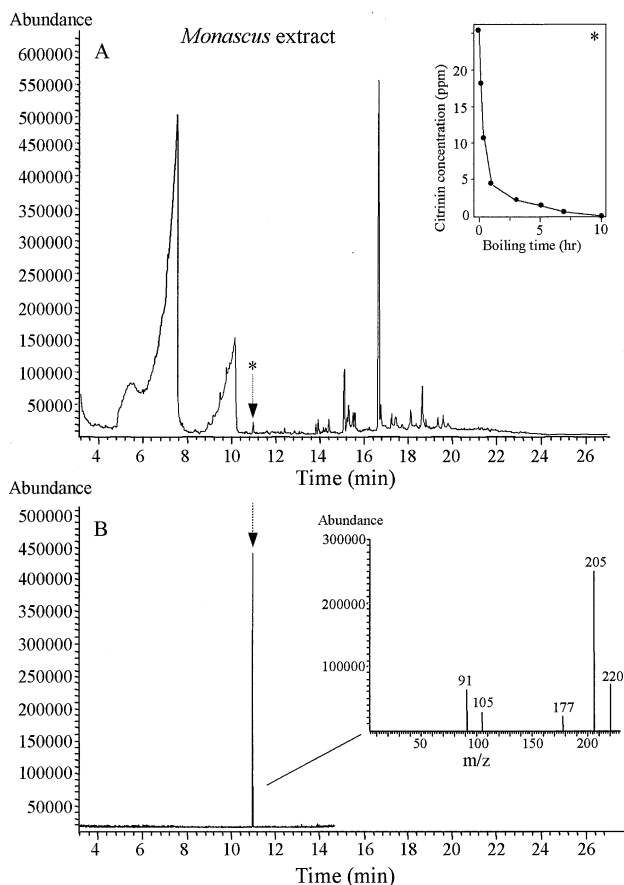 Abundance
Monascus extract
A
600000
550000
500000
450000
400000
350000
300000
250000
200000
150000
100000
50000
*
4 6 8 10 12 14 16 18 20 22 24 26
Time (min)
*
Citrinin concentration (ppm)
20
15
10
5
0
0 5 10
Boiling time (hr)
Abundance
B
500000
450000
400000
350000
300000
250000
200000
150000
100000
50000
4 6 8 10 12 14 16 18 20 22 24 26
Time (min)
Abundance
300000
200000
100000
205
220
91
105
177
50 100 150 200
m/z